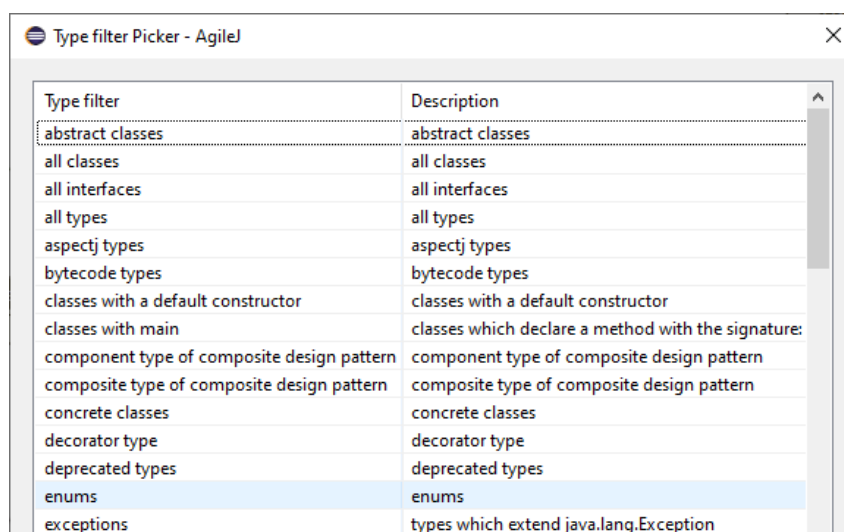 Type filter Picker - AgileJ
Type filter Description
abstract classes abstract classes
all classes all classes
all interfaces all interfaces
all types all types
aspectj types aspectj types
bytecode types bytecode types
classes with a default constructor classes with a default constructor
classes with main classes which declare a method with the signature:
component type of composite design pattern component type of composite design pattern
composite type of composite design pattern composite type of composite design pattern
concrete classes concrete classes
decorator type decorator type
deprecated types deprecated types
enums enums
exceptions types which extend java.lang.Exception